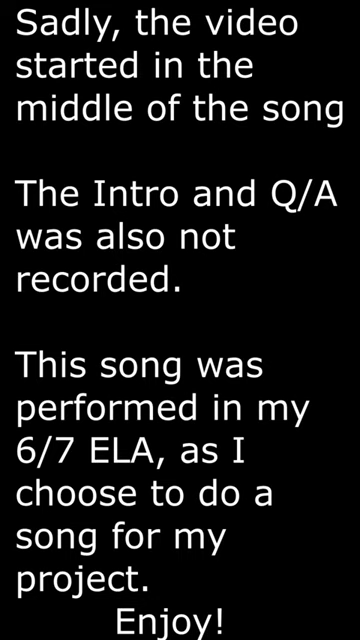 Sadly, the video
started in the
middle of the song
The Intro and Q/A
was also not
recorded.
This song was
performed in my
6/7 ELA, as I
choose to do a
song for my
project.
Enjoy!